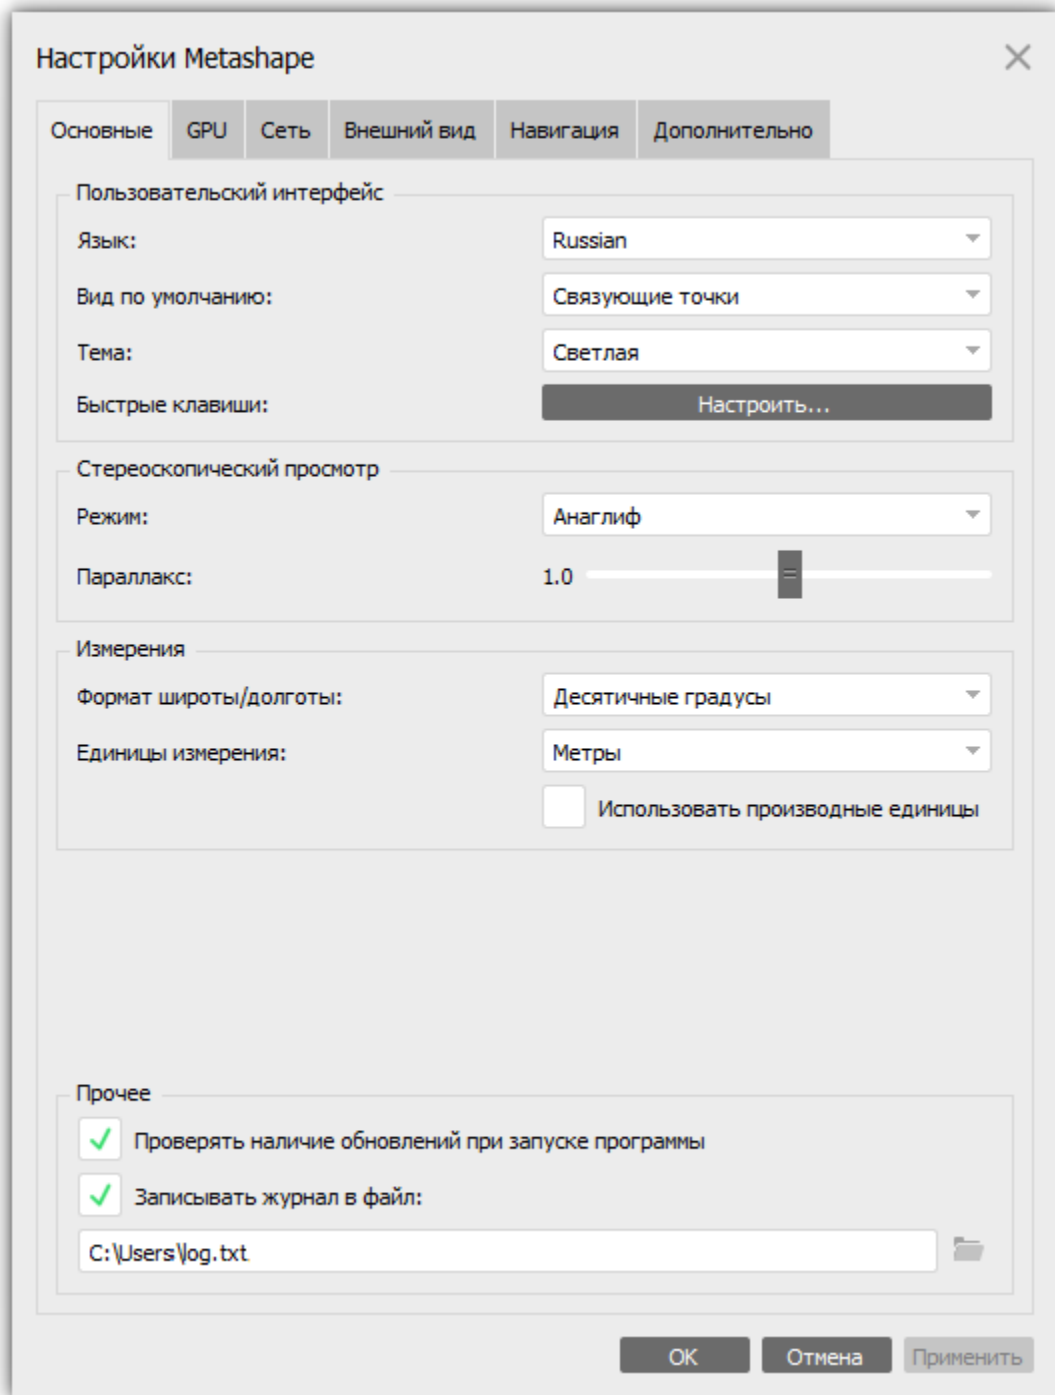 Настройки Metashape
Основные GPU Сеть Внешний вид Навигация Дополнительно
Пользовательский интерфейс
Язык: Russian
Вид по умолчанию: Связующие точки
Тема: Светлая
Быстрые клавиши: Настроить...
Стереоскопический просмотр
Режим: Анаглиф
Параллакс: 1.0
Измерения
Формат широты/долготы: Десятичные градусы
Единицы измерения: Метры
Использовать производные единицы
Прочее
Проверять наличие обновлений при запуске программы
Записывать журнал в файл:
C:\Users\log.txt
OK Отмена Применить